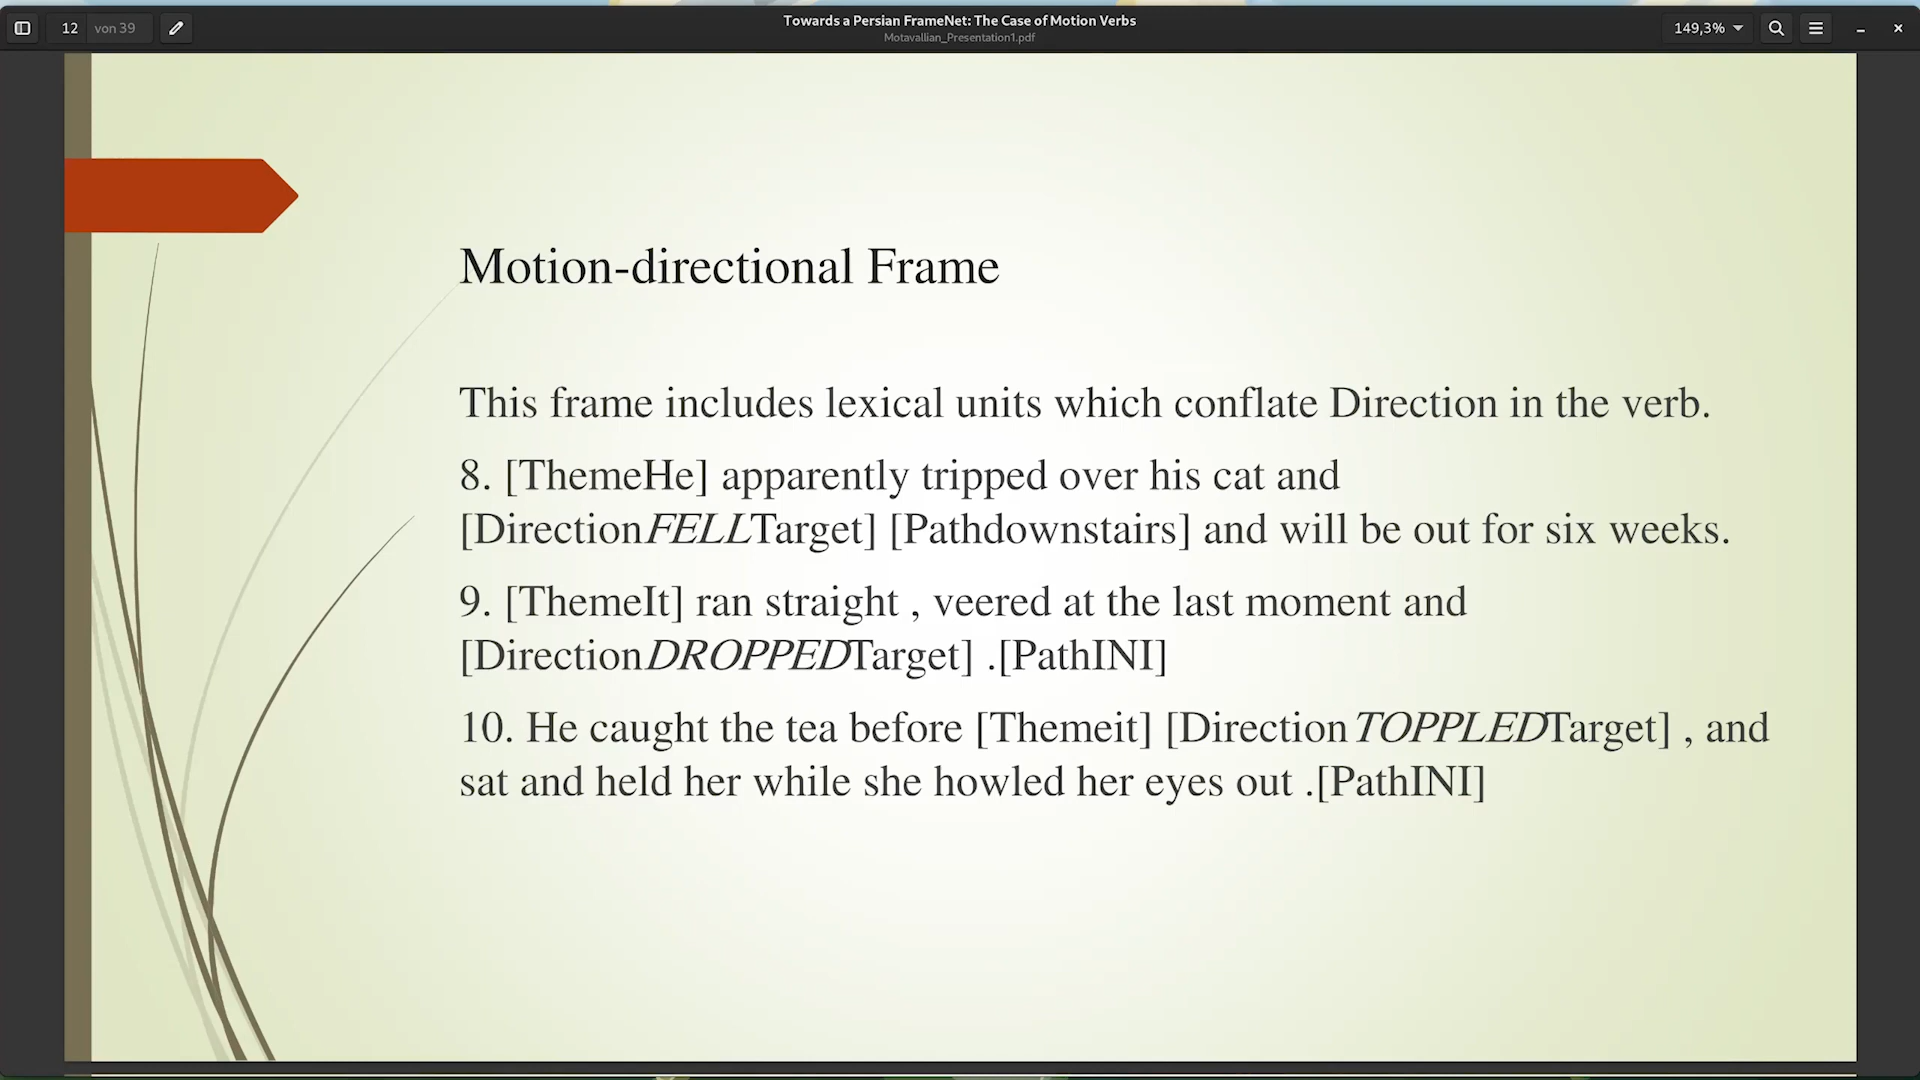 12 von 39
Towards a Persian FrameNet: The Case of Motion Verbs
Motavallian_Presentation1.pdf
149,3%
Motion-directional Frame
This frame includes lexical units which conflate Direction in the verb.
8. [ThemeHe] apparently tripped over his cat and
[DirectionFELLTarget] [Pathdownstairs] and will be out for six weeks.
9. [ThemeIt] ran straight , veered at the last moment and
[DirectionDROPPEDTarget] .[PathINI]
10. He caught the tea before [Themeit] [Direction TOPPLEDTarget] , and
sat and held her while she howled her eyes out .[PathINI]